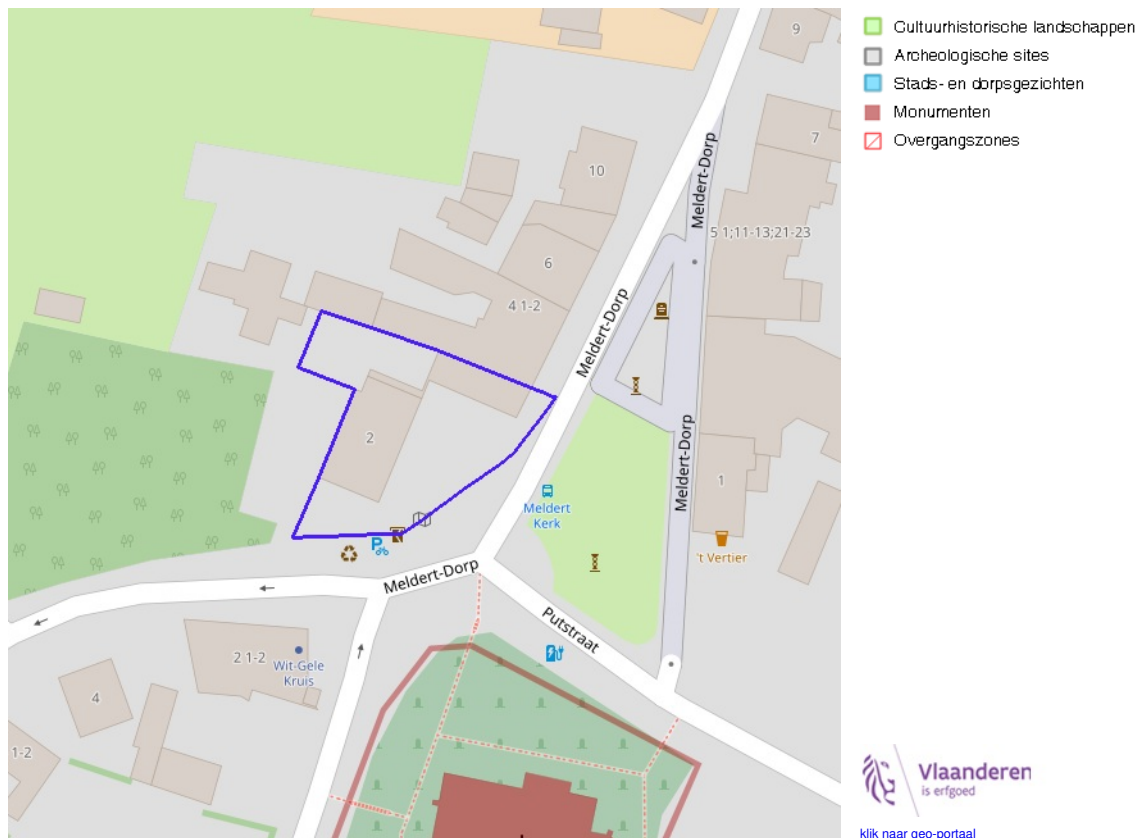 9
Cultuurhistorische landschappen
Archeologische sites
Stads- en dorpsgezichten
Monumenten
Overgangszones
7
10
Meldert-Dorp
5 1;11-13;21-23
6
4 1-2
Meldert-Dorp
2
Meldert-Dorp
1
Meldert
Kerk
't Vertier
P
Meldert-Dorp
Putstraat
2 1-2
Wit-Gele
Kruis
4
1-2
Vlaanderen
is erfgoed
klik naar geo-portaal